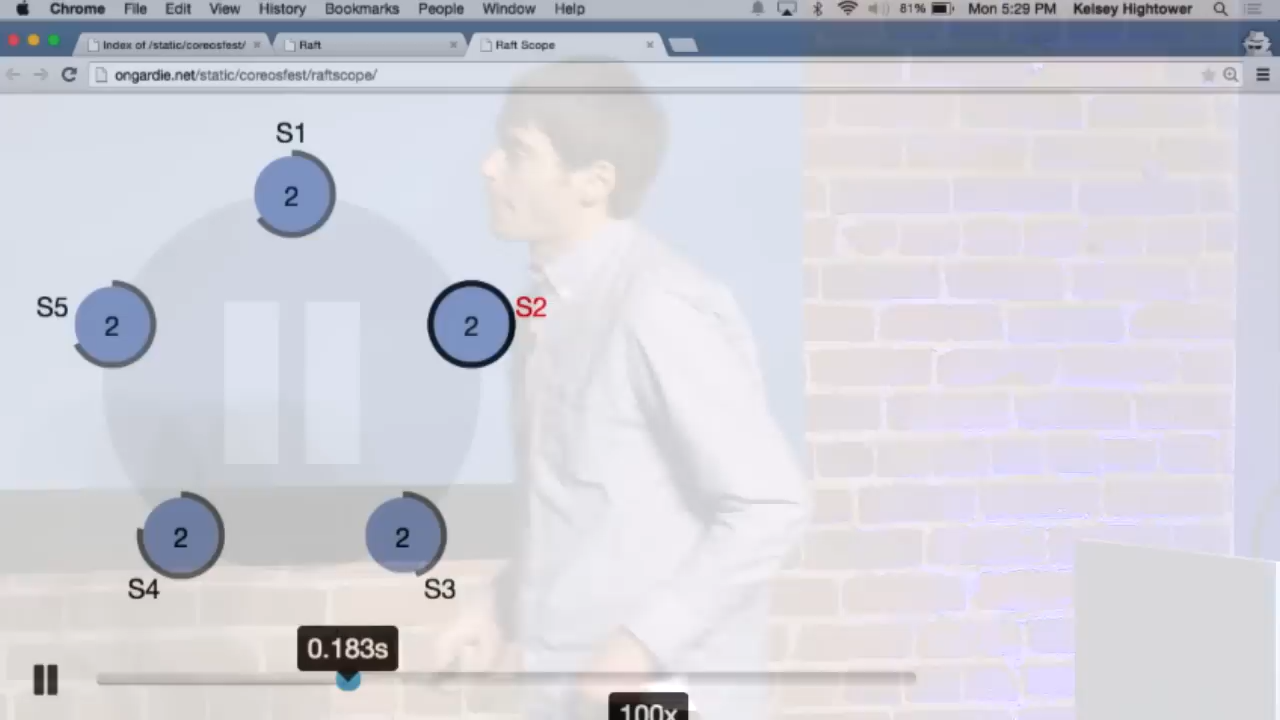 Chrome File Edit View History Bookmarks People Window Help 81% Mon 5:29 PM Kelsey Hightower
Index of /static/coreosfest/ Raft Raft Scope
ongardie.net/static/coreosfest/raftscope/
S1
2
S5 2 2 S2
2 2
S4 S3
0.183s
100x